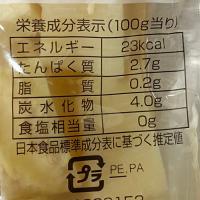 栄養成分表示(100g当り)
エネルギー 23kcal
たんぱく質 2.7g
脂質 0.2g
炭水化物 4.0g
食塩相当量 0g
日本食品標準成分表に基づく推定値
プラ PE,PA